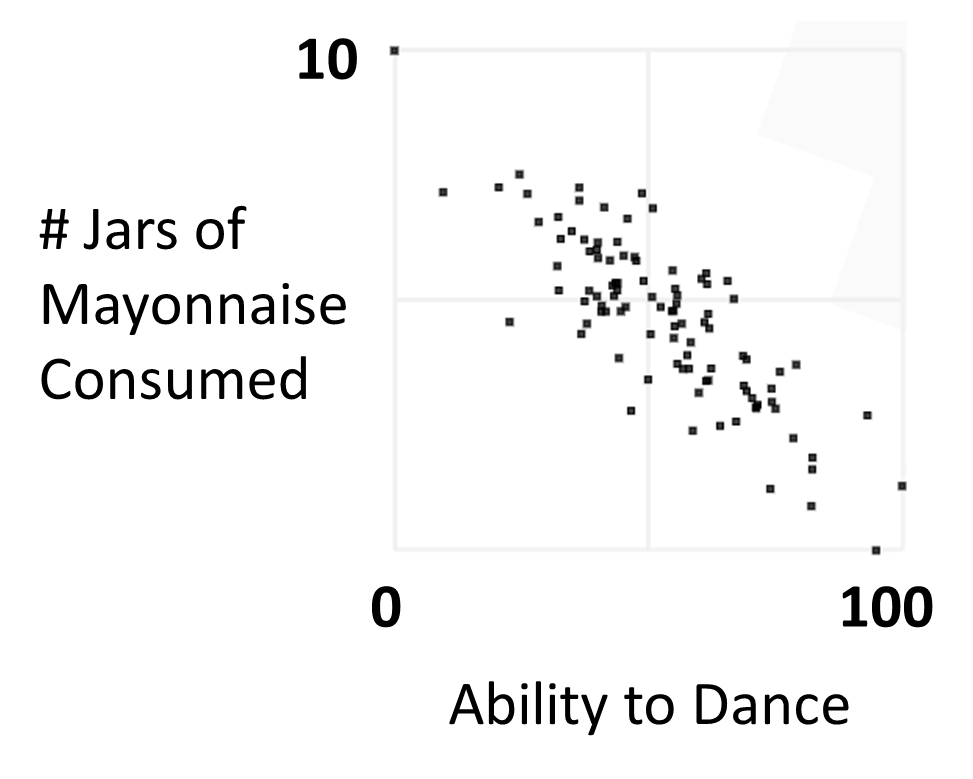 10
# Jars of
Mayonnaise
Consumed
0 100
Ability to Dance